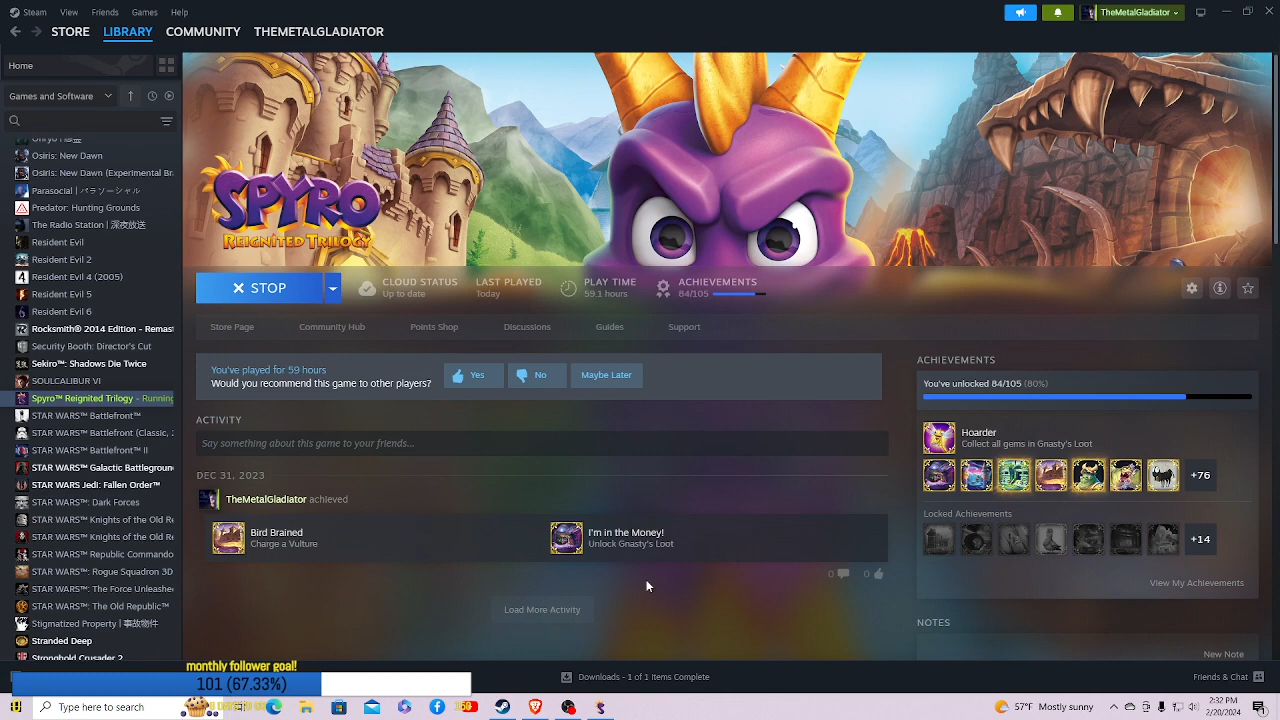 Steam View Friends Games Help
TheMetalGladiator
STORE LIBRARY COMMUNITY THEMETALGLADIATOR
Home
Games and Software
Osiris: New Dawn
Osiris: New Dawn (Experimental Br
Parasocial | パラソーシャル
Predator: Hunting Grounds
The Radio Station | 深夜放送
Resident Evil
Resident Evil 2
Resident Evil 4 (2005)
Resident Evil 5
Resident Evil 6
Rocksmith® 2014 Edition - Remast
Security Booth: Director's Cut
Sekiro™: Shadows Die Twice
SOULCALIBUR VI
Spyro™ Reignited Trilogy - Running
STAR WARS™ Battlefront™
STAR WARS™ Battlefront (Classic, 2
STAR WARS™ Battlefront™ II
STAR WARS™ Galactic Battleground
STAR WARS Jedi: Fallen Order™
STAR WARS™: Dark Forces
STAR WARS™ Knights of the Old Re
STAR WARS™ Knights of the Old Re
STAR WARS™ Republic Commando
STAR WARS™: Rogue Squadron 3D
STAR WARS™ - The Force Unleashe
STAR WARS™: The Old Republic™
Stigmatized Property | 事故物件
Stronghold Crusader 2
SPYRO
REIGNITED TRILOGY
STOP
CLOUD STATUS
Up to date
LAST PLAYED
Today
PLAY TIME
59.1 hours
ACHIEVEMENTS
84/105
Store Page Community Hub Points Shop Discussions Guides Support
You've played for 59 hours
Would you recommend this game to other players?
Yes No Maybe Later
ACTIVITY
Say something about this game to your friends...
DEC 31, 2023
TheMetalGladiator achieved
Bird Brained
Charge a Vulture
I'm in the Money!
Unlock Gnasty's Loot
0 0
Load More Activity
ACHIEVEMENTS
You've unlocked 84/105 (80%)
Hoarder
Collect all gems in Gnasty's Loot
+76
Locked Achievements
+14
View My Achievements
NOTES
New Note
monthly follower goal!
101 (67.33%)
Downloads - 1 of 1 Items Complete
Friends & Chat
Type here to search
57°F Mostly sunny
2:32 PM
2/20/2024